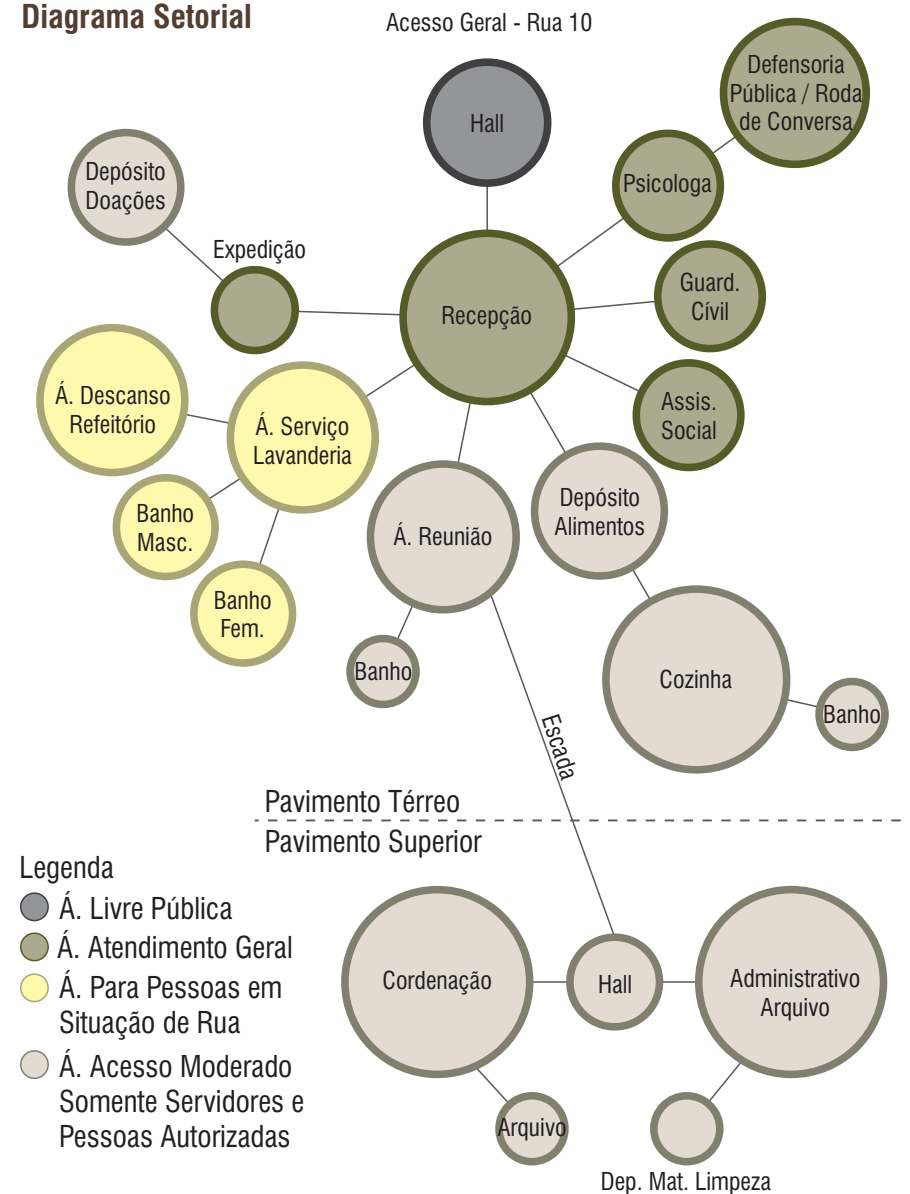 Diagrama Setorial
Acesso Geral - Rua 10
Hall
Defensoria
Pública / Roda
de Conversa
Psicologa
Depósito
Doações
Expedição
Recepção
Guard.
Cívil
Assis.
Social
Á. Descanso
Refeitório
Á. Serviço
Lavanderia
Banho
Masc.
Banho
Fem.
Á. Reunião
Depósito
Alimentos
Banho
Cozinha
Banho
Escada
Pavimento Térreo
Pavimento Superior
Cordenação
Hall
Administrativo
Arquivo
Arquivo
Dep. Mat. Limpeza
Legenda
Á. Livre Pública
Á. Atendimento Geral
Á. Para Pessoas em
Situação de Rua
Á. Acesso Moderado
Somente Servidores e
Pessoas Autorizadas